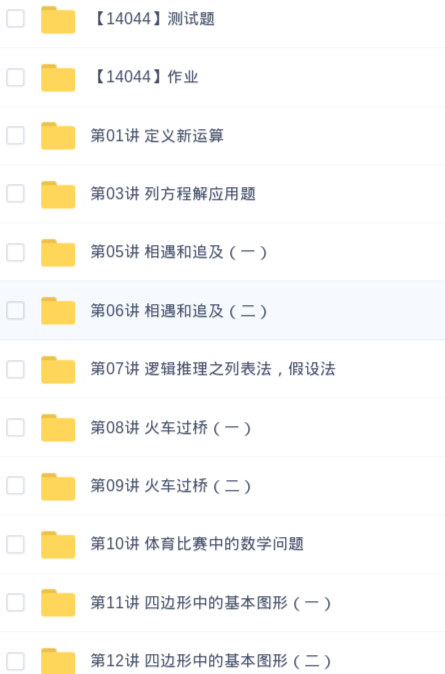 【14044】测试题
【14044】作业
第01讲 定义新运算
第03讲 列方程解应用题
第05讲 相遇和追及（一）
第06讲 相遇和追及（二）
第07讲 逻辑推理之列表法，假设法
第08讲 火车过桥（一）
第09讲 火车过桥（二）
第10讲 体育比赛中的数学问题
第11讲 四边形中的基本图形（一）
第12讲 四边形中的基本图形（二）